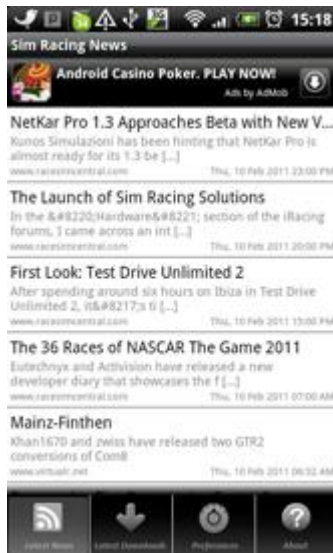 15:18
Sim Racing News
Android Casino Poker. PLAY NOW!
Ads by AdMob
NetKar Pro 1.3 Approaches Beta with New V...
Kunos Simulazioni has been hinting that NetKar Pro is
almost ready for its 1.3 be [...]
www.racesimcentral.com Thu, 10 Feb 2011 23:00 PM
The Launch of Sim Racing Solutions
In the &#8220;Hardware&#8221; section of the iRacing
forums, I came across an int [...]
www.racesimcentral.com Thu, 10 Feb 2011 20:00 PM
First Look: Test Drive Unlimited 2
After spending around six hours on Ibiza in Test Drive
Unlimited 2, it&#8217;s ti [...]
www.racesimcentral.com Thu, 10 Feb 2011 15:00 PM
The 36 Races of NASCAR The Game 2011
Eutechnyx and Activision have released a new
developer diary that showcases the f [...]
www.racesimcentral.com Thu, 10 Feb 2011 07:00 AM
Mainz-Finthen
Khan1670 and zwiss have released two GTR2
conversions of Com8
www.virtualr.net Thu, 10 Feb 2011 06:32 AM
Latest News Latest Downloads Preferences About